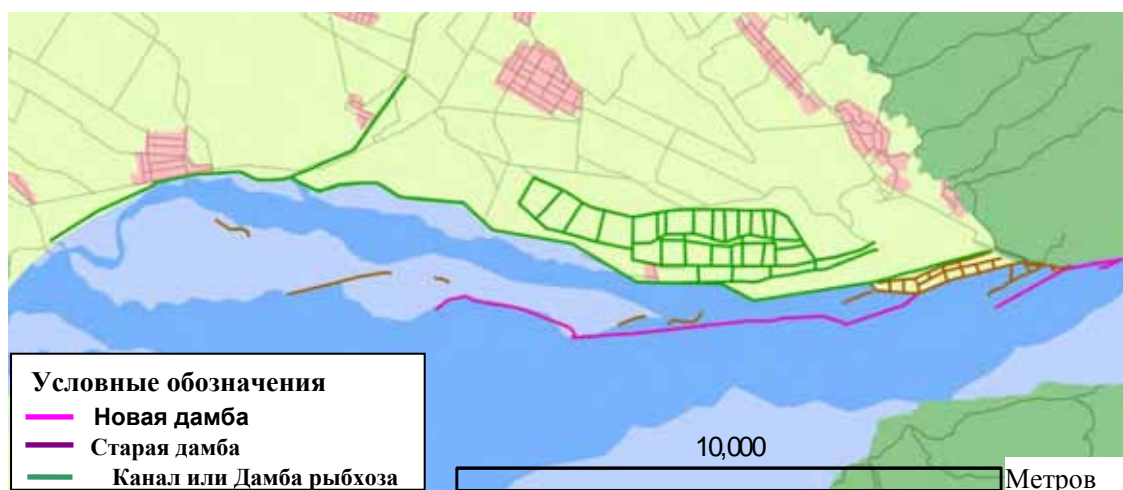 Условные обозначения
Новая дамба
Старая дамба
Канал или Дамба рыбхоза
10,000
Метров